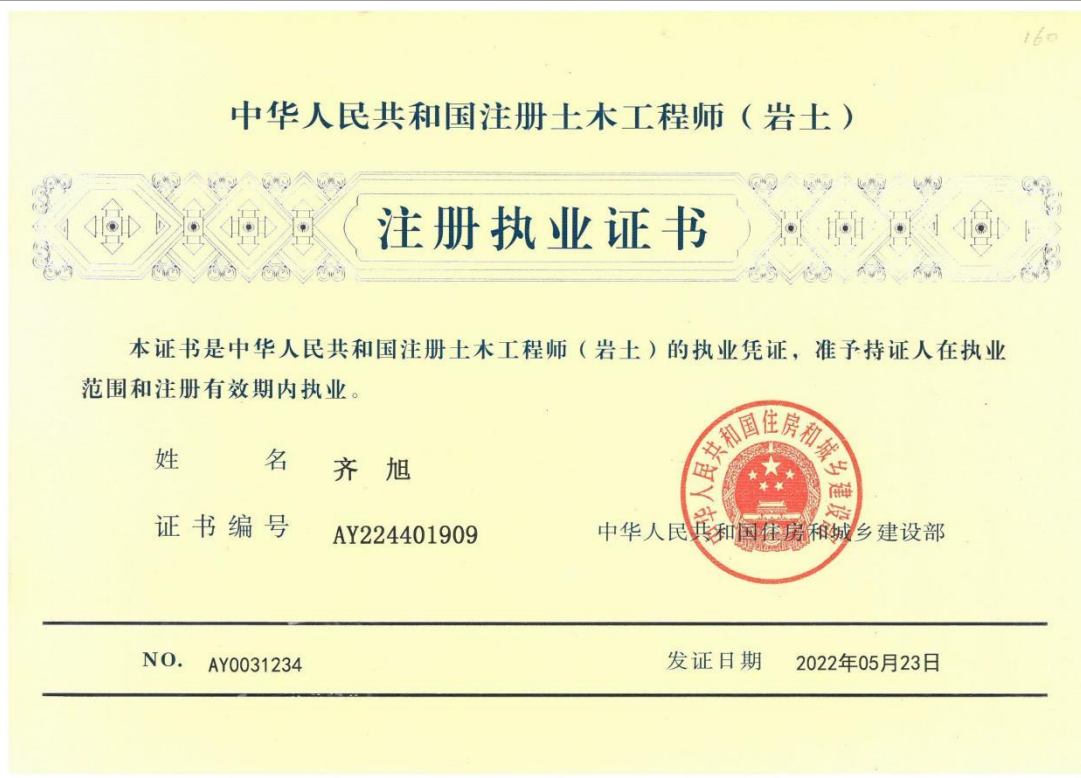 160
中华人民共和国注册土木工程师（岩土）
注册执业证书
本证书是中华人民共和国注册土木工程师（岩土）的执业凭证，准予持证人在执业
范围和注册有效期内执业。
姓 名 齐 旭
证书编号 AY224401909
中华人民共和国住房和城乡建设部
中华人民共和国住房和城乡建设部
NO. AY0031234
发证日期 2022年05月23日